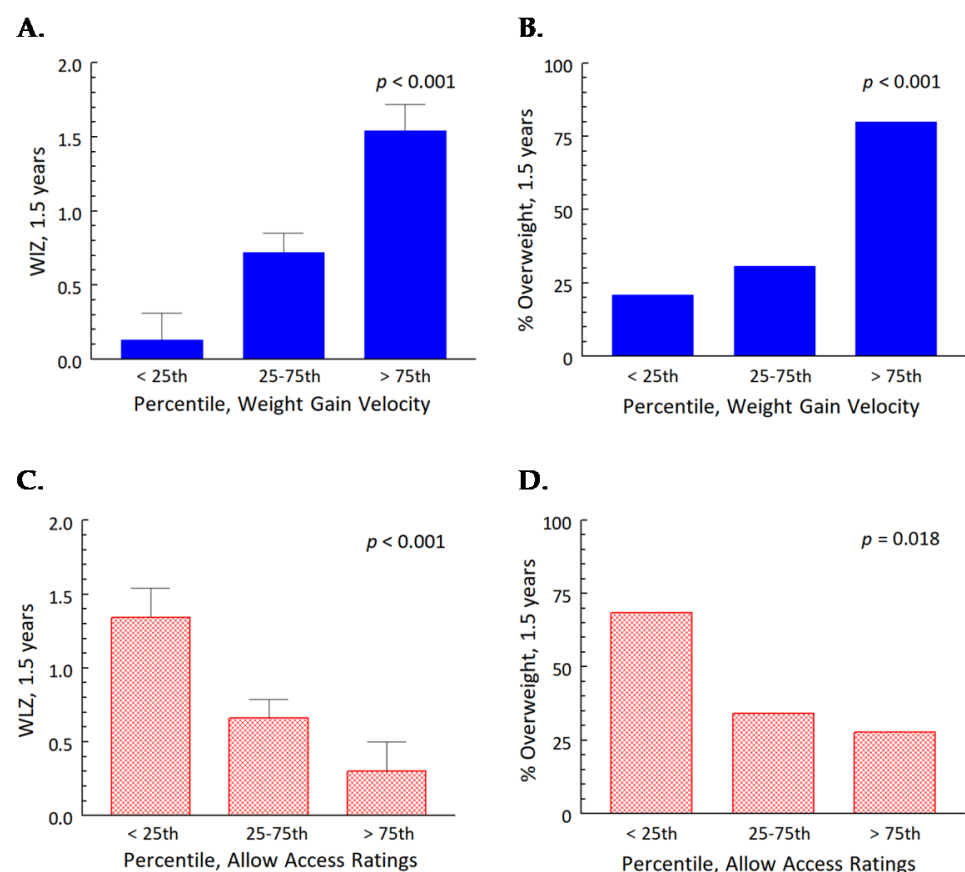 A.
2.0
1.5
1.0
0.5
0.0
WIZ, 1.5 years
p < 0.001
< 25th 25-75th > 75th
Percentile, Weight Gain Velocity
B.
100
75
50
25
0
% Overweight, 1.5 years
p < 0.001
< 25th 25-75th > 75th
Percentile, Weight Gain Velocity
C.
2.0
1.5
1.0
0.5
0.0
WLZ, 1.5 years
p < 0.001
< 25th 25-75th > 75th
Percentile, Allow Access Ratings
D.
100
75
50
25
0
% Overweight, 1.5 years
p = 0.018
< 25th 25-75th > 75th
Percentile, Allow Access Ratings